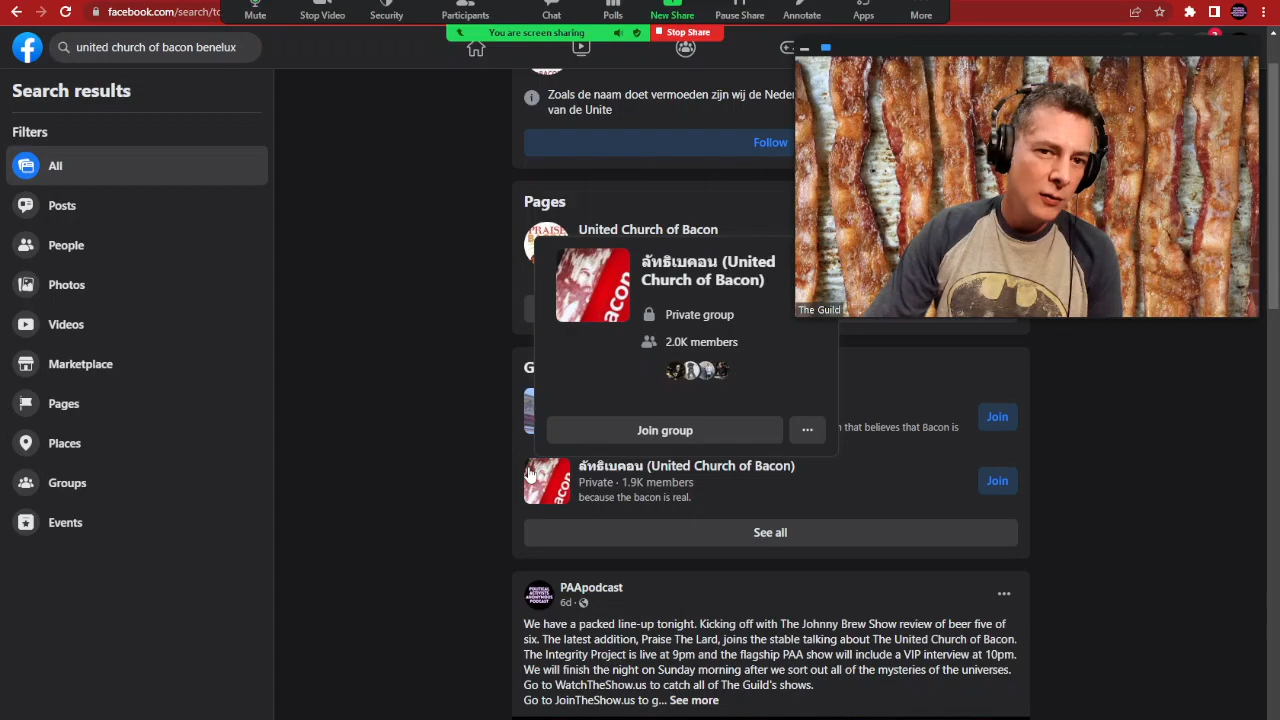 facebook.com/search/to
Mute
Stop Video
Security
Participants
Chat
Polls
New Share
Pause Share
Annotate
Apps
More
You are screen sharing
Stop Share
united church of bacon benelux
Search results
Filters
All
Posts
People
Photos
Videos
Marketplace
Pages
Places
Groups
Events
Zoals de naam doet vermoeden zijn wij de Neder
van de Unite
Follow
The Guild
Pages
United Church of Bacon
PRAISE
ลัทธิเบคอน (United
Church of Bacon)
Private group
2.0K members
Join group
G
Join
n that believes that Bacon is
ลัทธิเบคอน (United Church of Bacon)
Private · 1.9K members
because the bacon is real.
Join
See all
PAApodcast
6d ·
We have a packed line-up tonight. Kicking off with The Johnny Brew Show review of beer five of
six. The latest addition, Praise The Lard, joins the stable talking about The United Church of Bacon.
The Integrity Project is live at 9pm and the flagship PAA show will include a VIP interview at 10pm.
We will finish the night on Sunday morning after we sort out all of the mysteries of the universes.
Go to WatchTheShow.us to catch all of The Guild's shows.
Go to JoinTheShow.us to g... See more